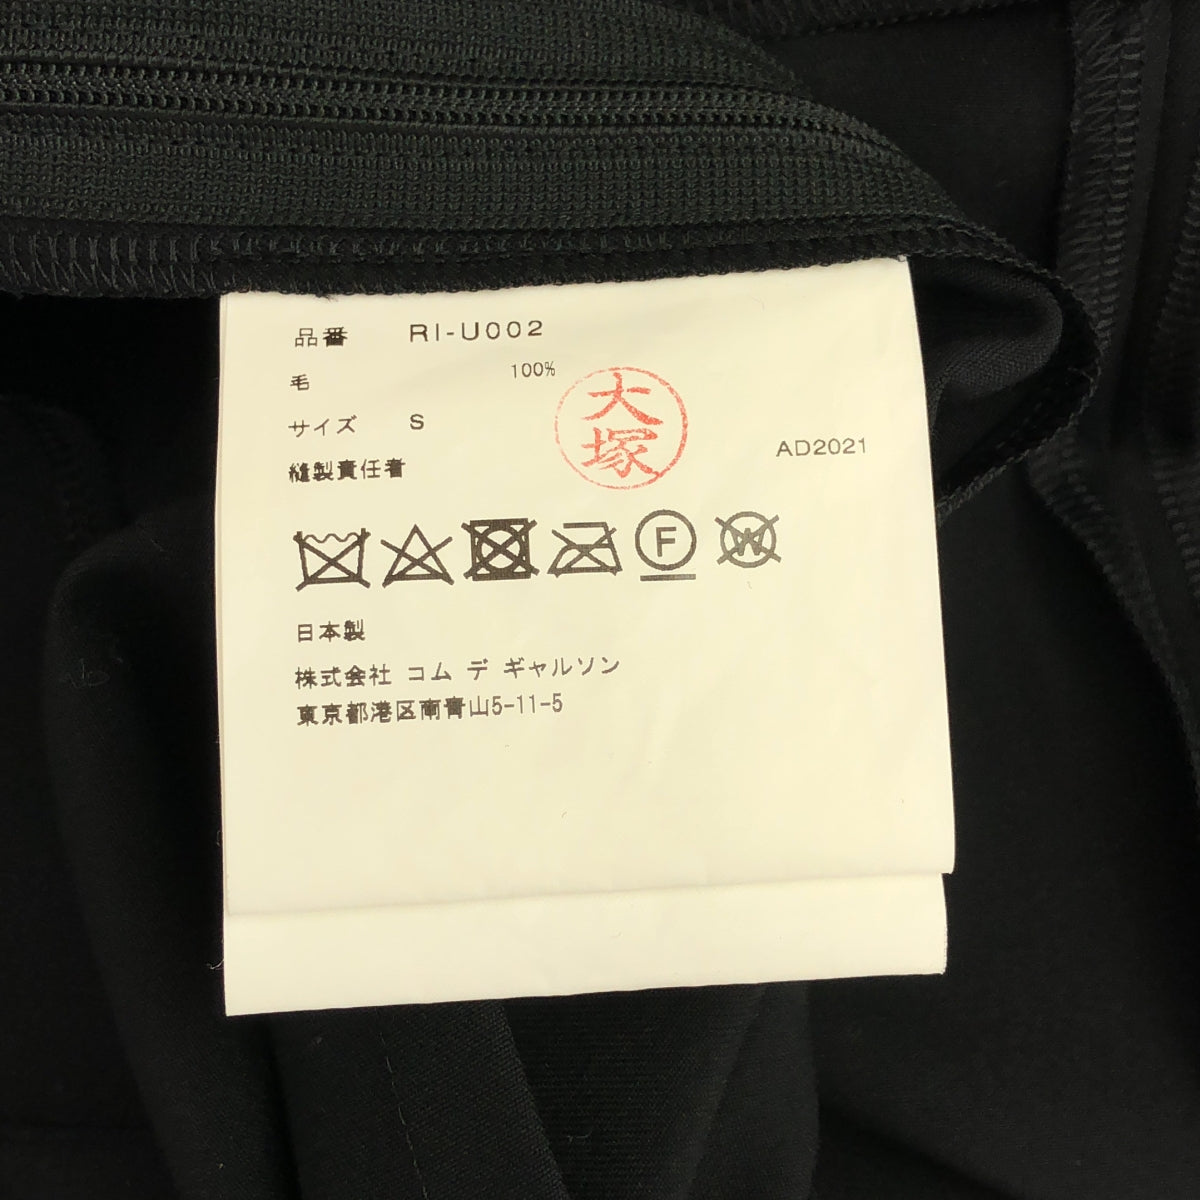 品番 RI-U002
毛 100%
サイズ S
大塚
縫製責任者
AD2021
F
W
日本製
株式会社 コム デ ギャルソン
東京都港区南青山5-11-5